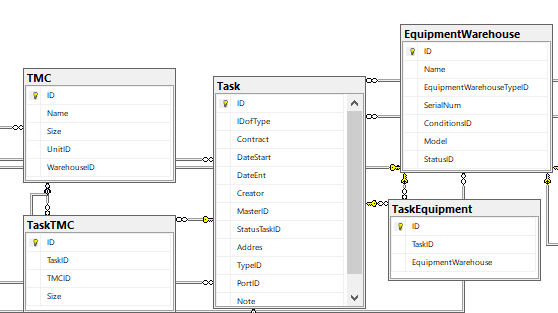 TMC
ID
Name
Size
UnitID
WarehouseID
TaskTMC
ID
TaskID
TMCID
Size
Task
ID
IDofType
Contract
DateStart
DateEnt
Creator
MasterID
StatusTaskID
Addres
TypeID
PortID
Note
EquipmentWarehouse
ID
Name
EquipmentWarehouseTypeID
SerialNum
ConditionsID
Model
StatusID
TaskEquipment
ID
TaskID
EquipmentWarehouse